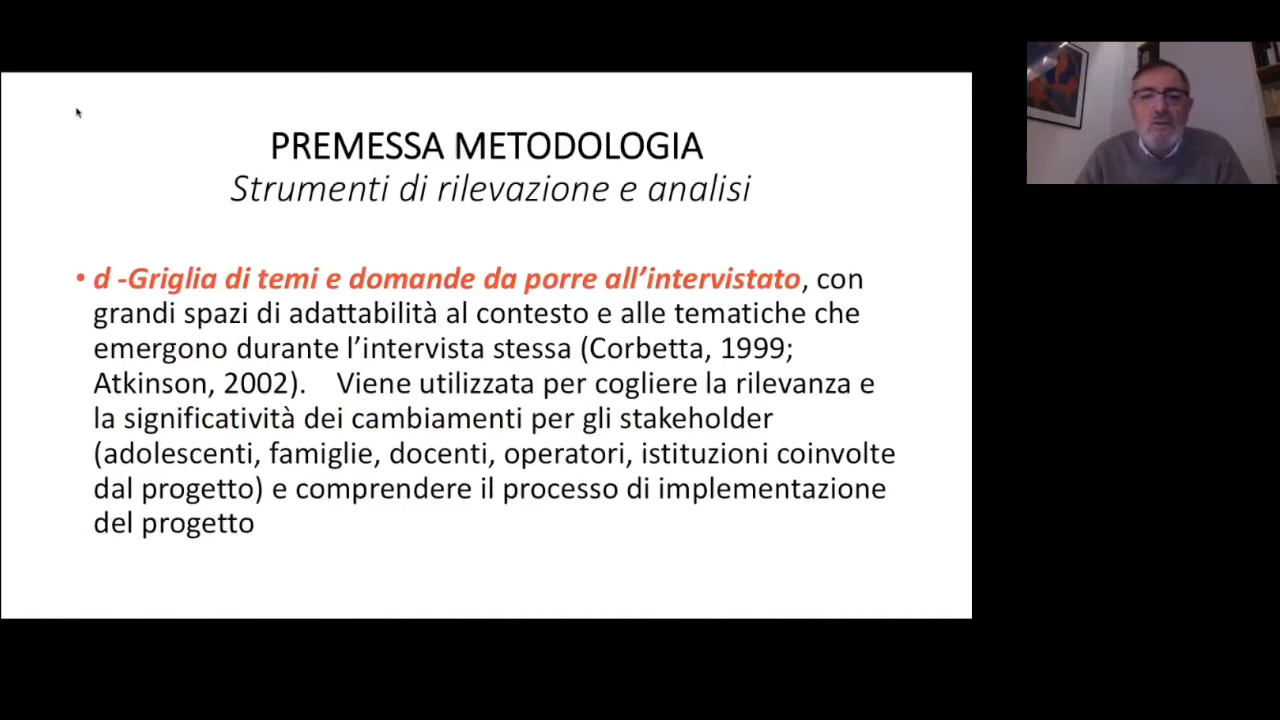 PREMESSA METODOLOGIA
Strumenti di rilevazione e analisi
• d -Griglia di temi e domande da porre all’intervistato, con
grandi spazi di adattabilità al contesto e alle tematiche che
emergono durante l’intervista stessa (Corbetta, 1999;
Atkinson, 2002). Viene utilizzata per cogliere la rilevanza e
la significatività dei cambiamenti per gli stakeholder
(adolescenti, famiglie, docenti, operatori, istituzioni coinvolte
dal progetto) e comprendere il processo di implementazione
del progetto